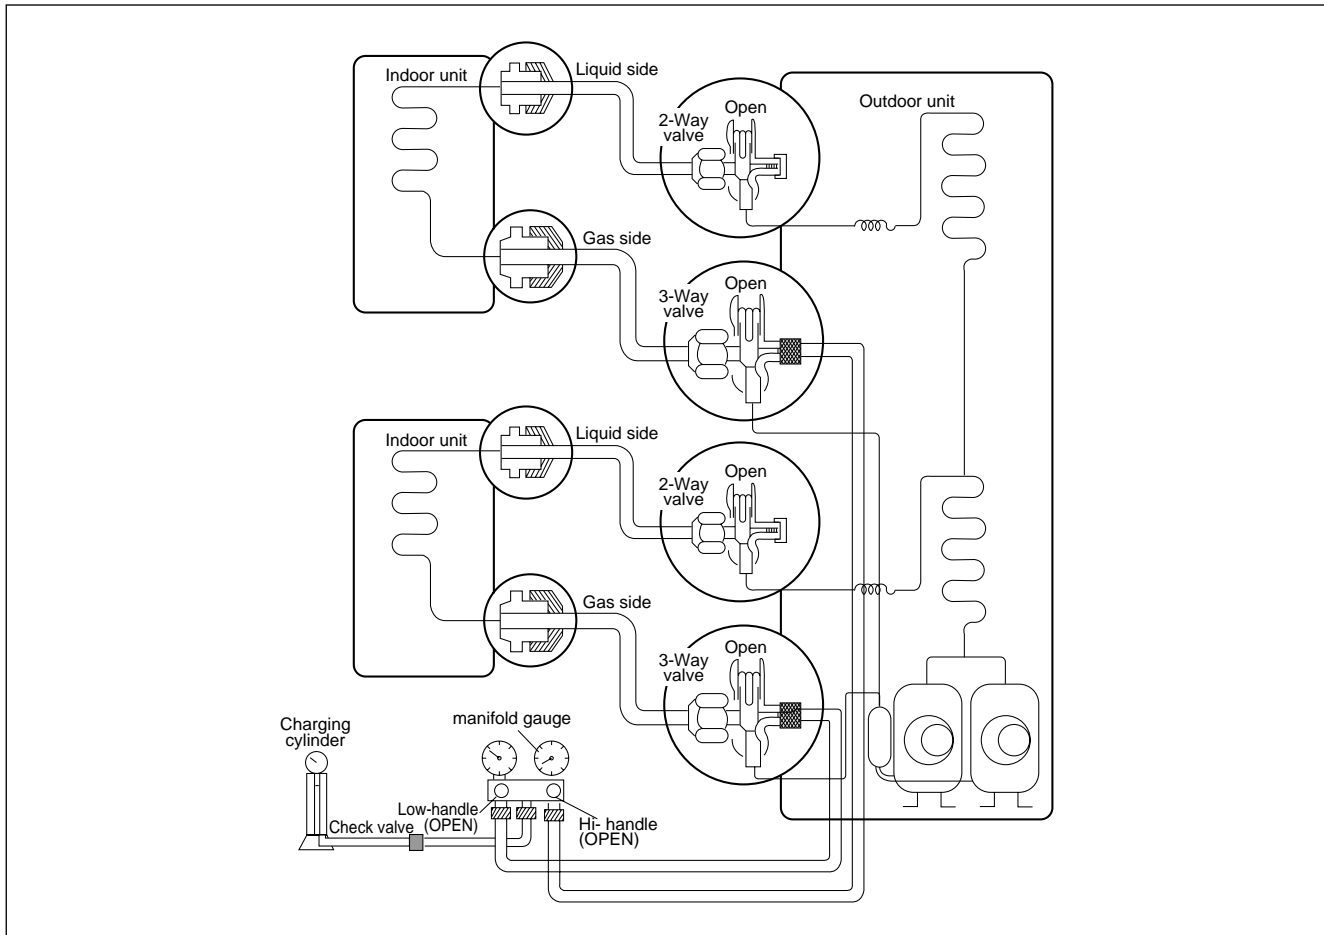 Indoor unit
Liquid side
Open
2-Way
valve
Outdoor unit
Gas side
Open
3-Way
valve
Indoor unit
Liquid side
Open
2-Way
valve
Gas side
Open
3-Way
valve
Charging
cylinder
manifold gauge
Low-handle
(OPEN)
Check valve
Hi- handle
(OPEN)